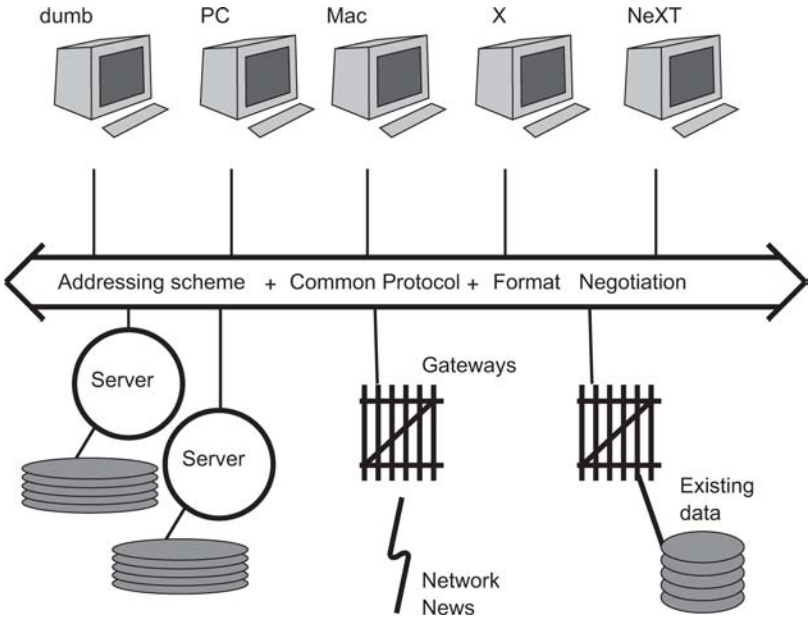 dumb PC Mac X NeXT
Addressing scheme + Common Protocol + Format Negotiation
Server
Gateways
Server
Existing
data
Network
News